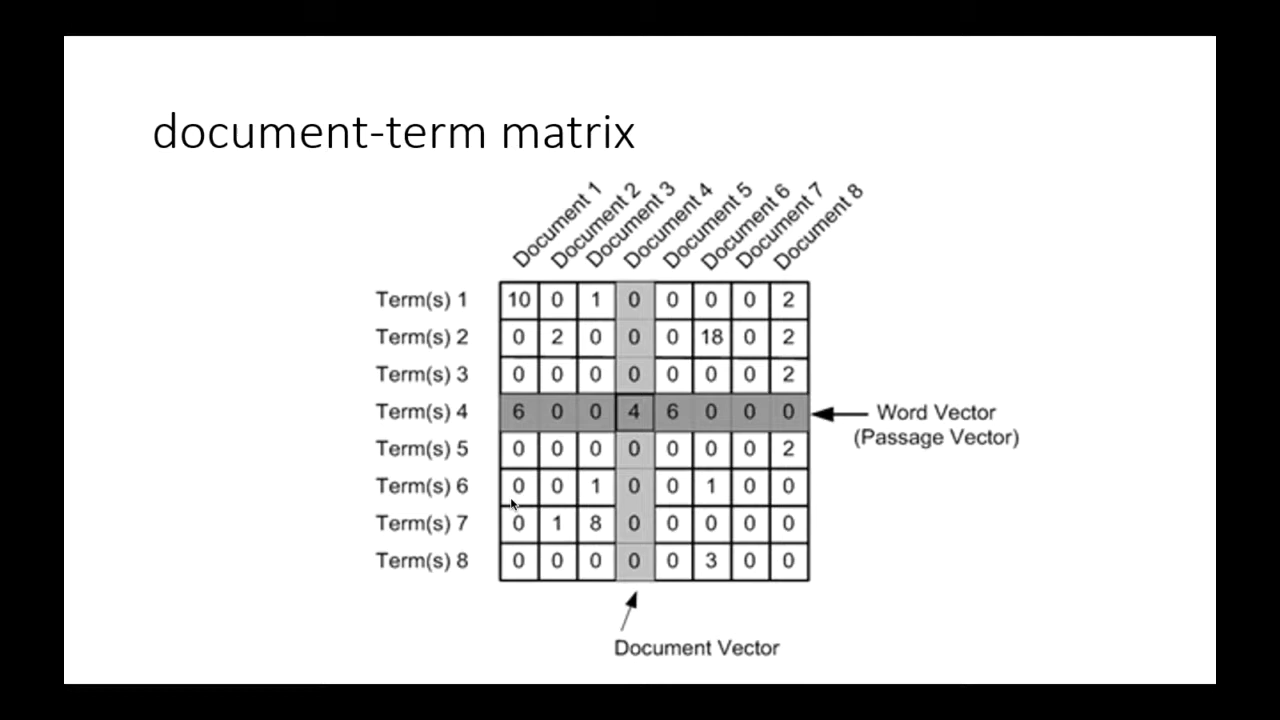 document-term matrix
Document 1
Document 2
Document 3
Document 4
Document 5
Document 6
Document 7
Document 8
Term(s) 1 10 0 1 0 0 0 0 2
Term(s) 2 0 2 0 0 0 18 0 2
Term(s) 3 0 0 0 0 0 0 0 2
Term(s) 4 6 0 0 4 6 0 0 0 Word Vector
(Passage Vector)
Term(s) 5 0 0 0 0 0 0 0 2
Term(s) 6 0 0 1 0 0 1 0 0
Term(s) 7 0 1 8 0 0 0 0 0
Term(s) 8 0 0 0 0 0 3 0 0
Document Vector